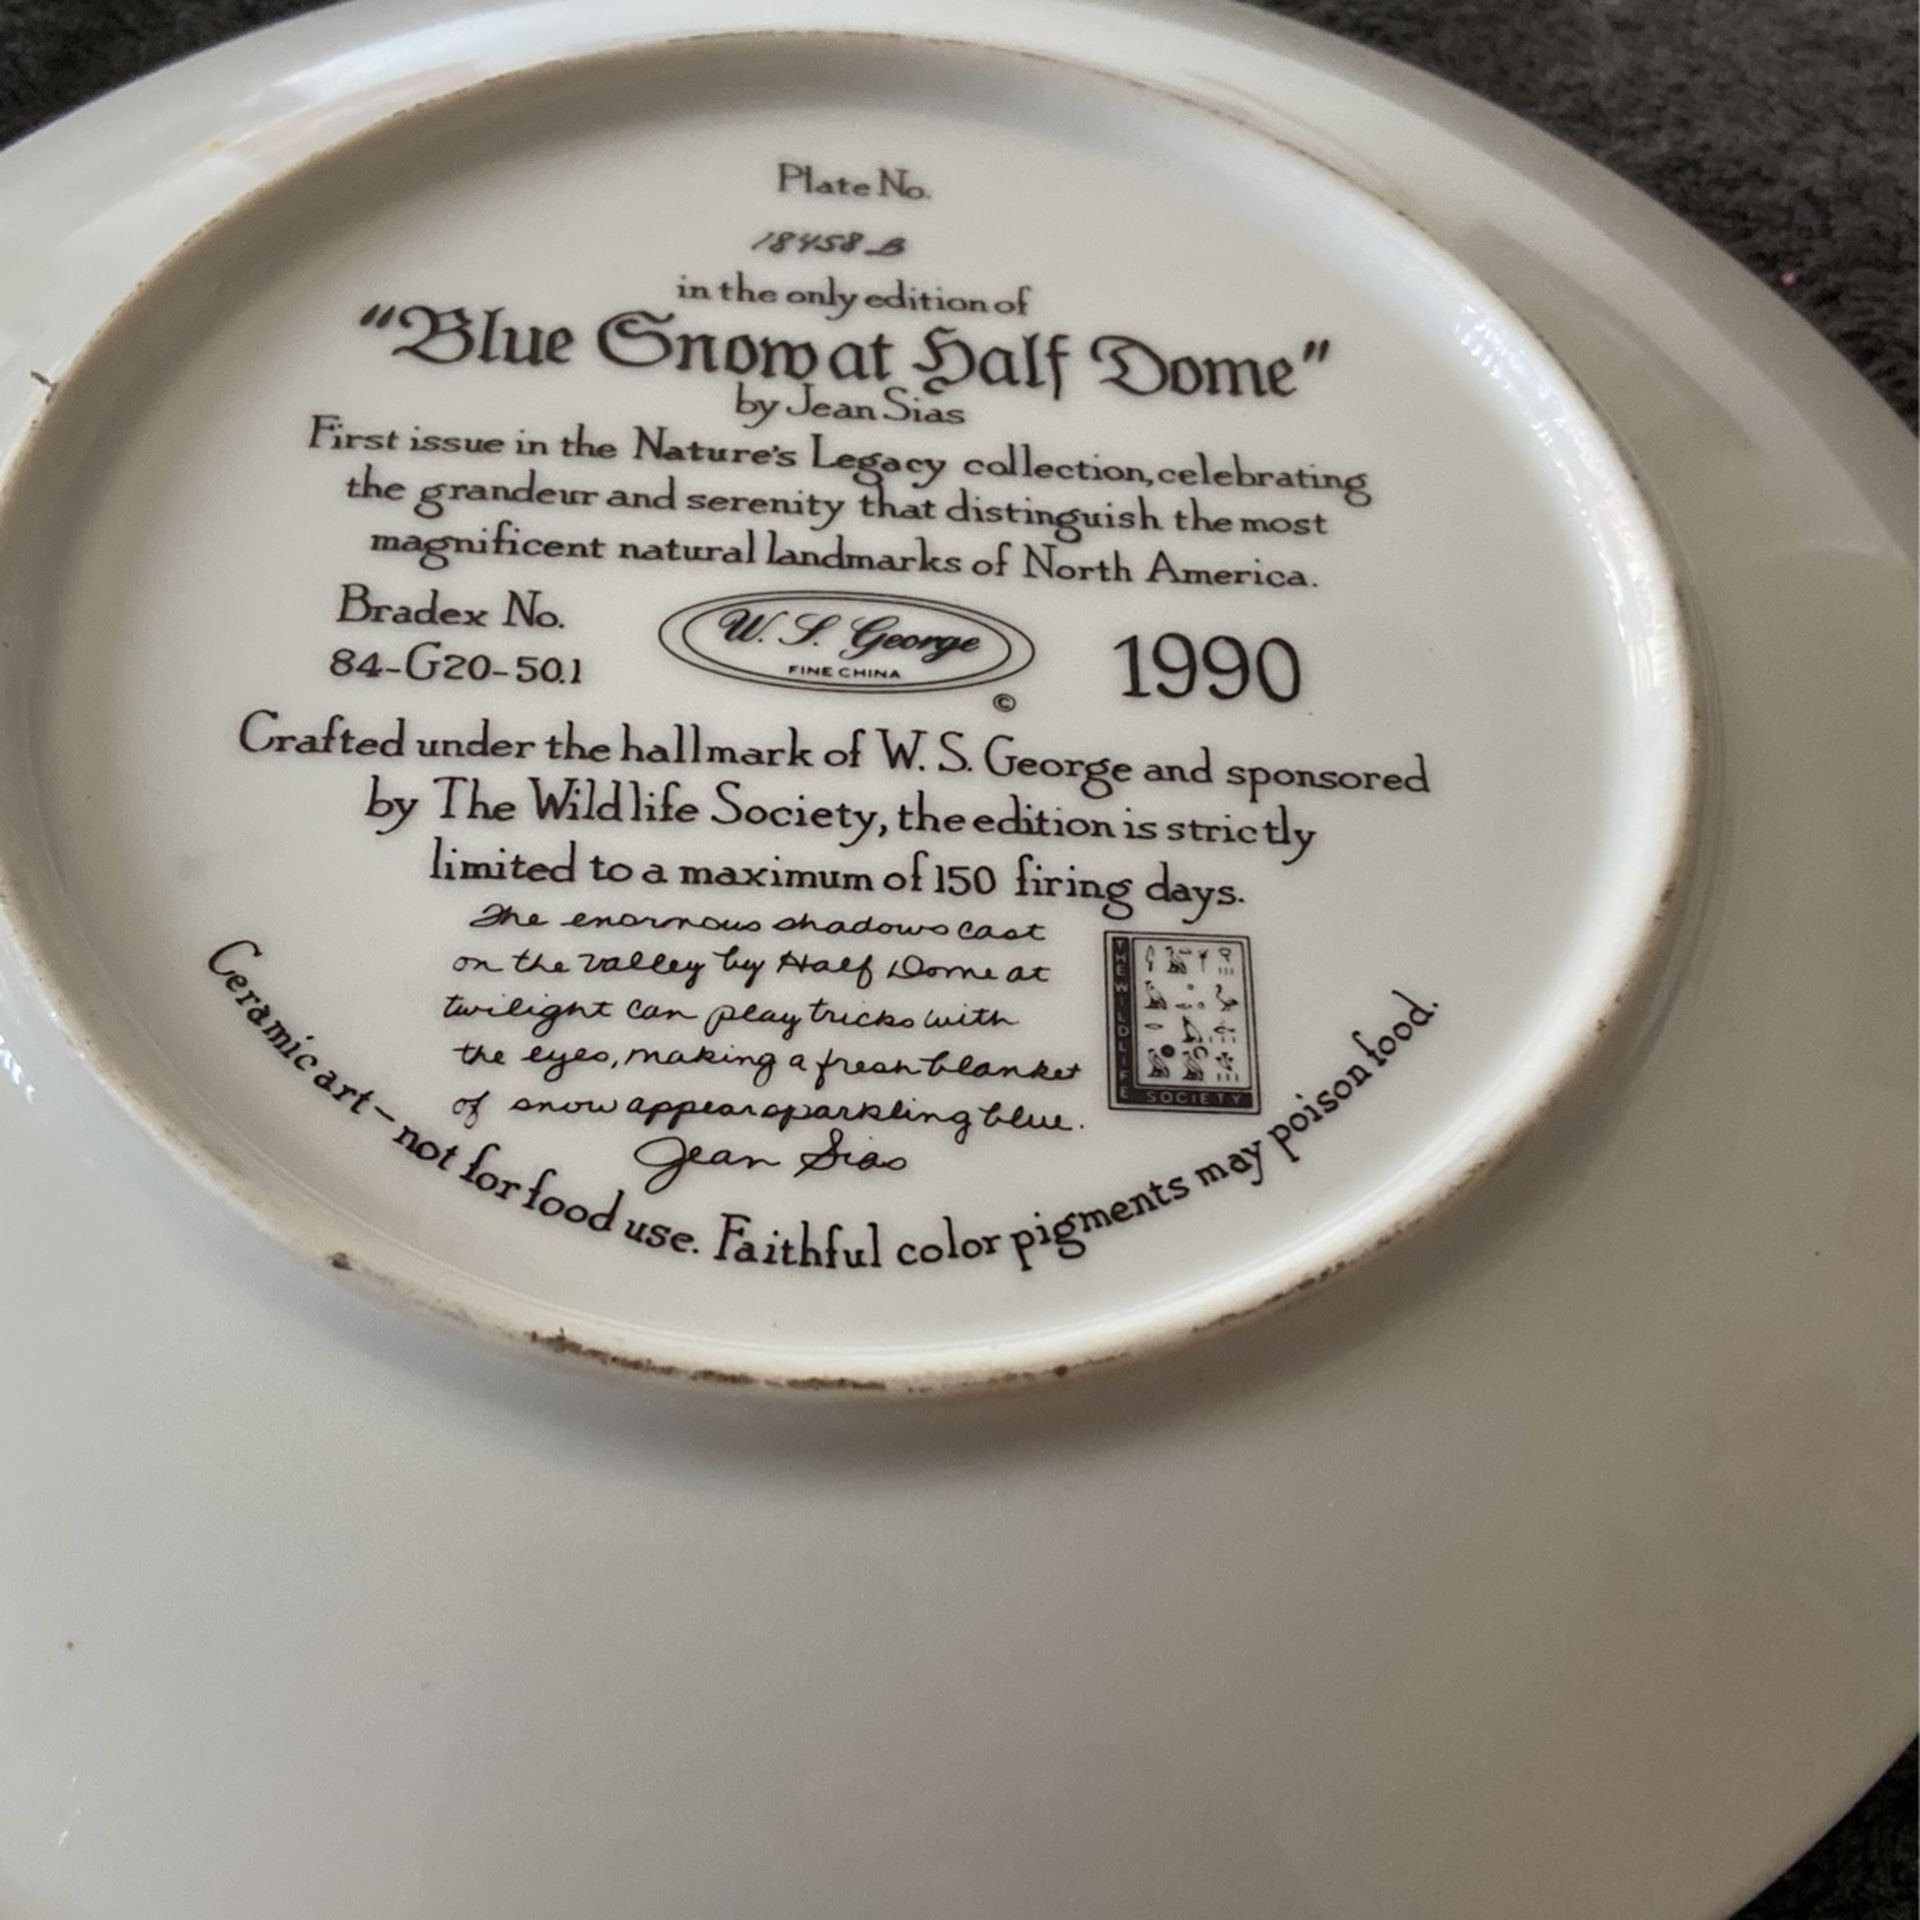 Plate No.
18458 B
in the only edition of
"Blue Snow at Half Dome"
by Jean Sias
First issue in the Nature's Legacy collection, celebrating
the grandeur and serenity that distinguish the most
magnificent natural landmarks of North America.
Bradex No.
84-G20-50.1
W. S. George
FINE CHINA
©
1990
Crafted under the hallmark of W. S. George and sponsored
by The Wildlife Society, the edition is strictly
limited to a maximum of 150 firing days.
The enormous shadows cast
on the valley by Half Dome at
twilight can play tricks with
the eyes, making a fresh blanket
of snow appear sparkling blue.
Jean Sias
THE WILDLIFE
SOCIETY
Ceramic art – not for food use. Faithful color pigments may poison food.